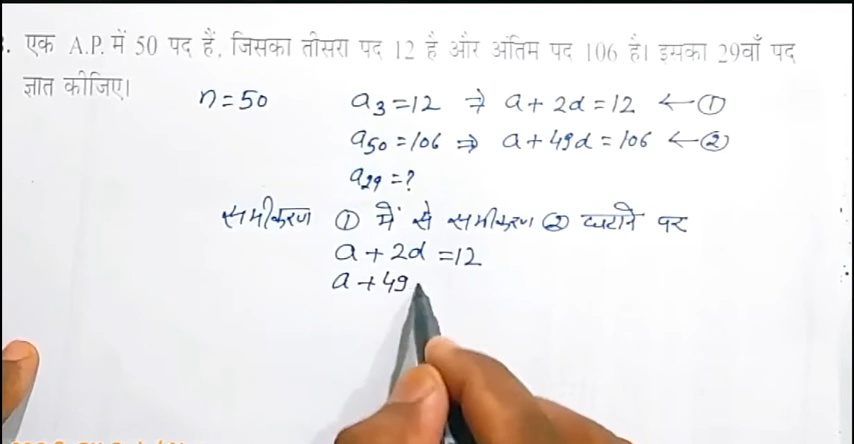 एक A.P. में 50 पद हैं, जिसका तीसरा पद 12 है और अंतिम पद 106 है। इसका 29वाँ पद
ज्ञात कीजिए।
n = 50 a₃ = 12 ⇒ a + 2d = 12 ← ①
a₅₀ = 106 ⇒ a + 49d = 106 ← ②
a₂₉ = ?
समीकरण ① में से समीकरण ② घटाने पर
a + 2d = 12
a + 49